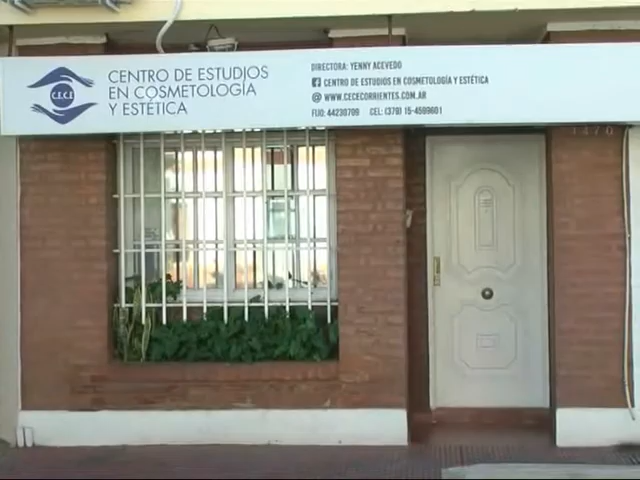 C.E.C.E
CENTRO DE ESTUDIOS
EN COSMETOLOGÍA
Y ESTÉTICA
DIRECTORA: YENNY ACEVEDO
CENTRO DE ESTUDIOS EN COSMETOLOGÍA Y ESTÉTICA
@ WWW.CECECORRIENTES.COM.AR
FIJO: 44230709 CEL: (379) 15-4599601
1470